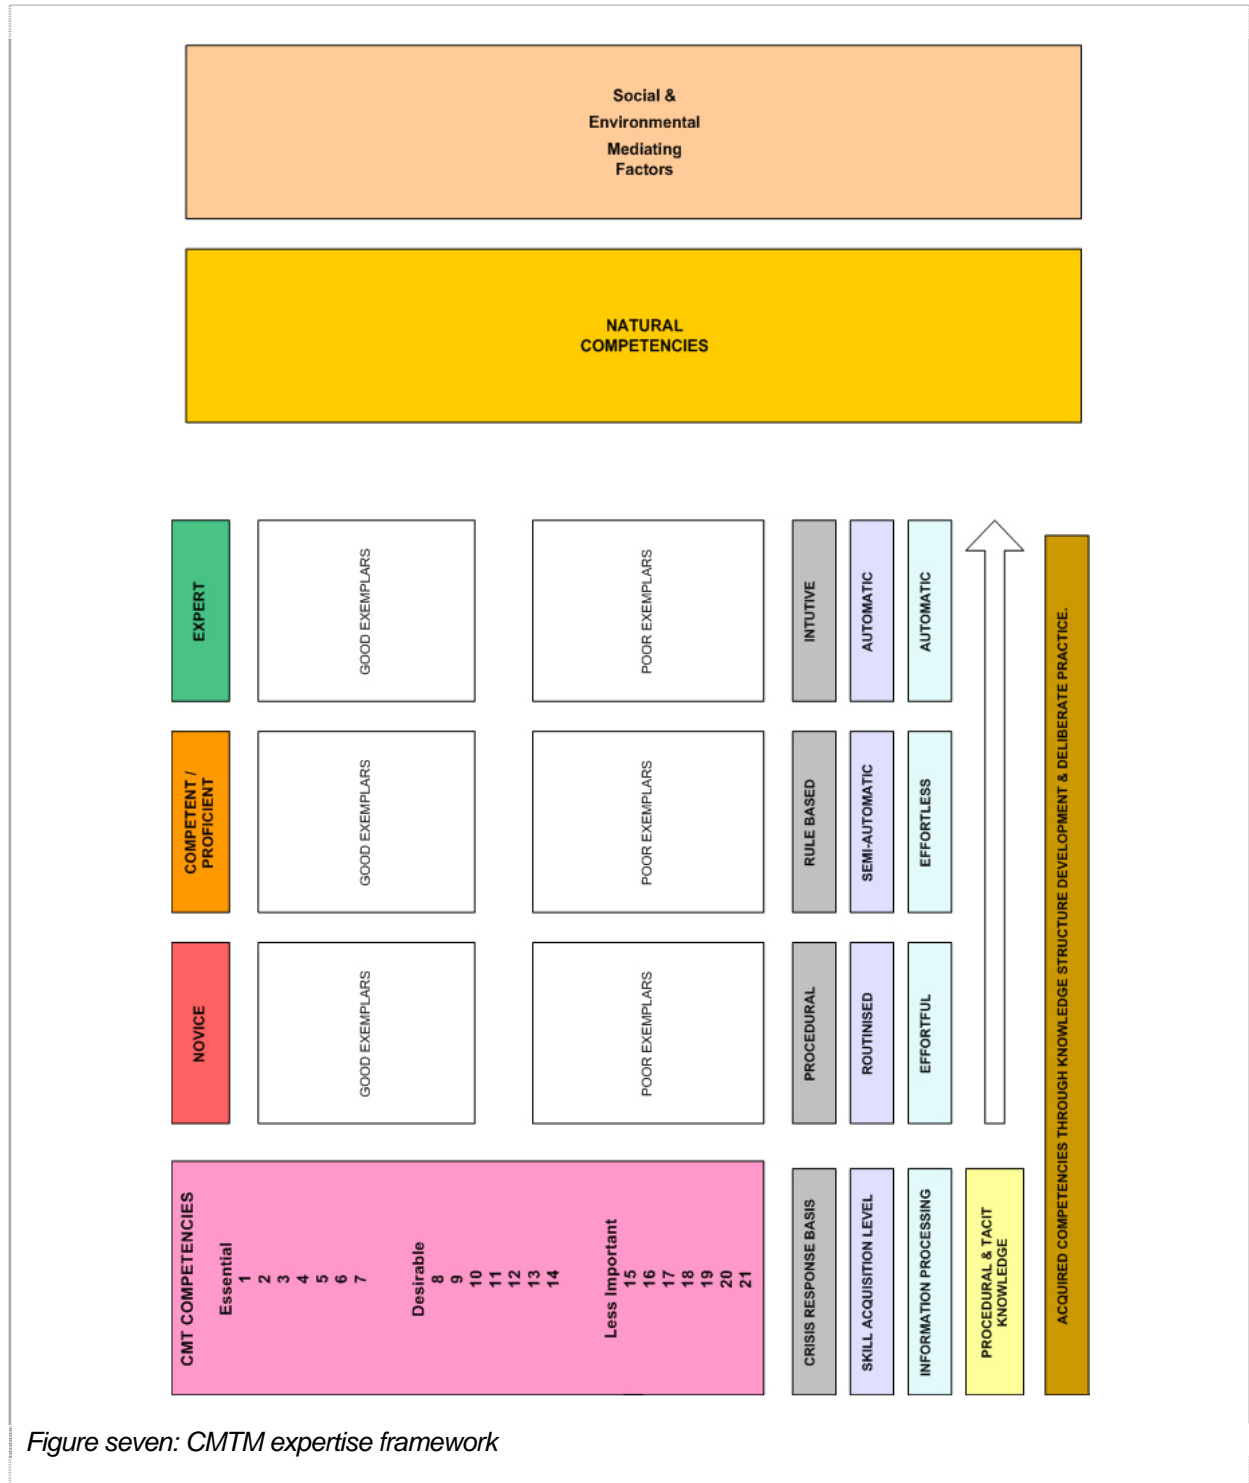 Social &
Environmental
Mediating
Factors
NATURAL
COMPETENCIES
EXPERT
GOOD EXEMPLARS
POOR EXEMPLARS
INTUTIVE
AUTOMATIC
AUTOMATIC
COMPETENT /
PROFICIENT
GOOD EXEMPLARS
POOR EXEMPLARS
RULE BASED
SEMI-AUTOMATIC
EFFORTLESS
NOVICE
GOOD EXEMPLARS
POOR EXEMPLARS
PROCEDURAL
ROUTINISED
EFFORTFUL
CMT COMPETENCIES
Essential
1
2
3
4
5
6
7
Desirable
8
9
10
11
12
13
14
Less Important
15
16
17
18
19
20
21
CRISIS RESPONSE BASIS
SKILL ACQUISITION LEVEL
INFORMATION PROCESSING
PROCEDURAL & TACIT
KNOWLEDGE
ACQUIRED COMPETENCIES THROUGH KNOWLEDGE STRUCTURE DEVELOPMENT & DELIBERATE PRACTICE.
Figure seven: CMTM expertise framework